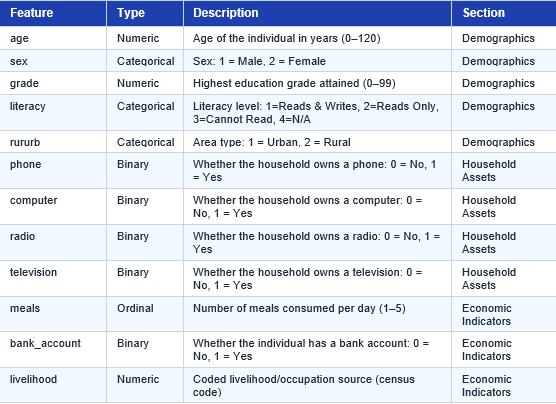 Feature Type Description Section
age Numeric Age of the individual in years (0–120) Demographics
sex Categorical Sex: 1 = Male, 2 = Female Demographics
grade Numeric Highest education grade attained (0–99) Demographics
literacy Categorical Literacy level: 1=Reads & Writes, 2=Reads Only, Demographics
3=Cannot Read, 4=N/A
rururb Categorical Area type: 1 = Urban, 2 = Rural Demographics
phone Binary Whether the household owns a phone: 0 = No, 1 Household
= Yes Assets
computer Binary Whether the household owns a computer: 0 = Household
No, 1 = Yes Assets
radio Binary Whether the household owns a radio: 0 = No, 1 = Household
Yes Assets
television Binary Whether the household owns a television: 0 = Household
No, 1 = Yes Assets
meals Ordinal Number of meals consumed per day (1–5) Economic
Indicators
bank_account Binary Whether the individual has a bank account: 0 = Economic
No, 1 = Yes Indicators
livelihood Numeric Coded livelihood/occupation source (census Economic
code) Indicators